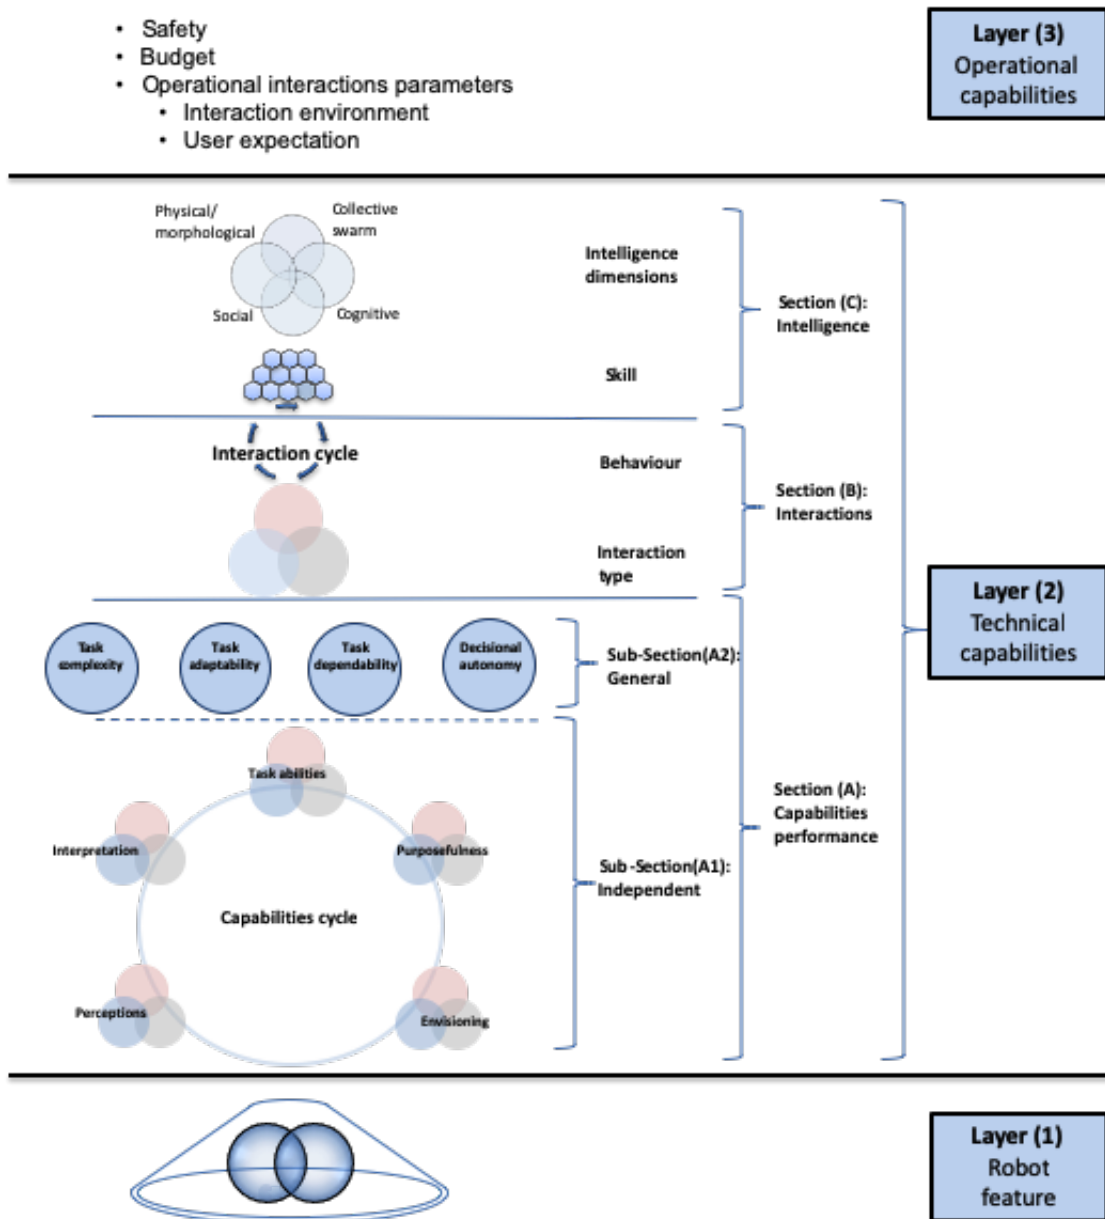 • Safety
• Budget
• Operational interactions parameters
• Interaction environment
• User expectation
Layer (3)
Operational
capabilities
Physical/
morphological
Collective
swarm
Social
Cognitive
Intelligence
dimensions
Skill
Section (C):
Intelligence
Interaction cycle
Behaviour
Interaction
type
Section (B):
Interactions
Layer (2)
Technical
capabilities
Task
complexity
Task
adaptability
Task
dependability
Decisional
autonomy
Sub-Section(A2):
General
Task abilities
Interpretation
Purposefulness
Capabilities cycle
Perceptions
Envisioning
Sub-Section(A1):
Independent
Section (A):
Capabilities
performance
Layer (1)
Robot
feature